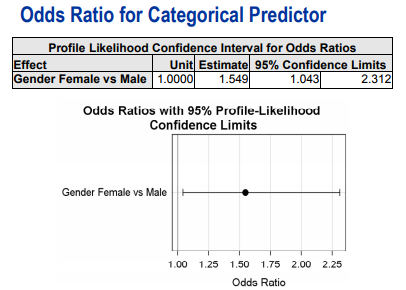 Odds Ratio for Categorical Predictor
Profile Likelihood Confidence Interval for Odds Ratios
Effect Unit Estimate 95% Confidence Limits
Gender Female vs Male 1.0000 1.549 1.043 2.312
Odds Ratios with 95% Profile-Likelihood
Confidence Limits
Gender Female vs Male
1.00 1.25 1.50 1.75 2.00 2.25
Odds Ratio